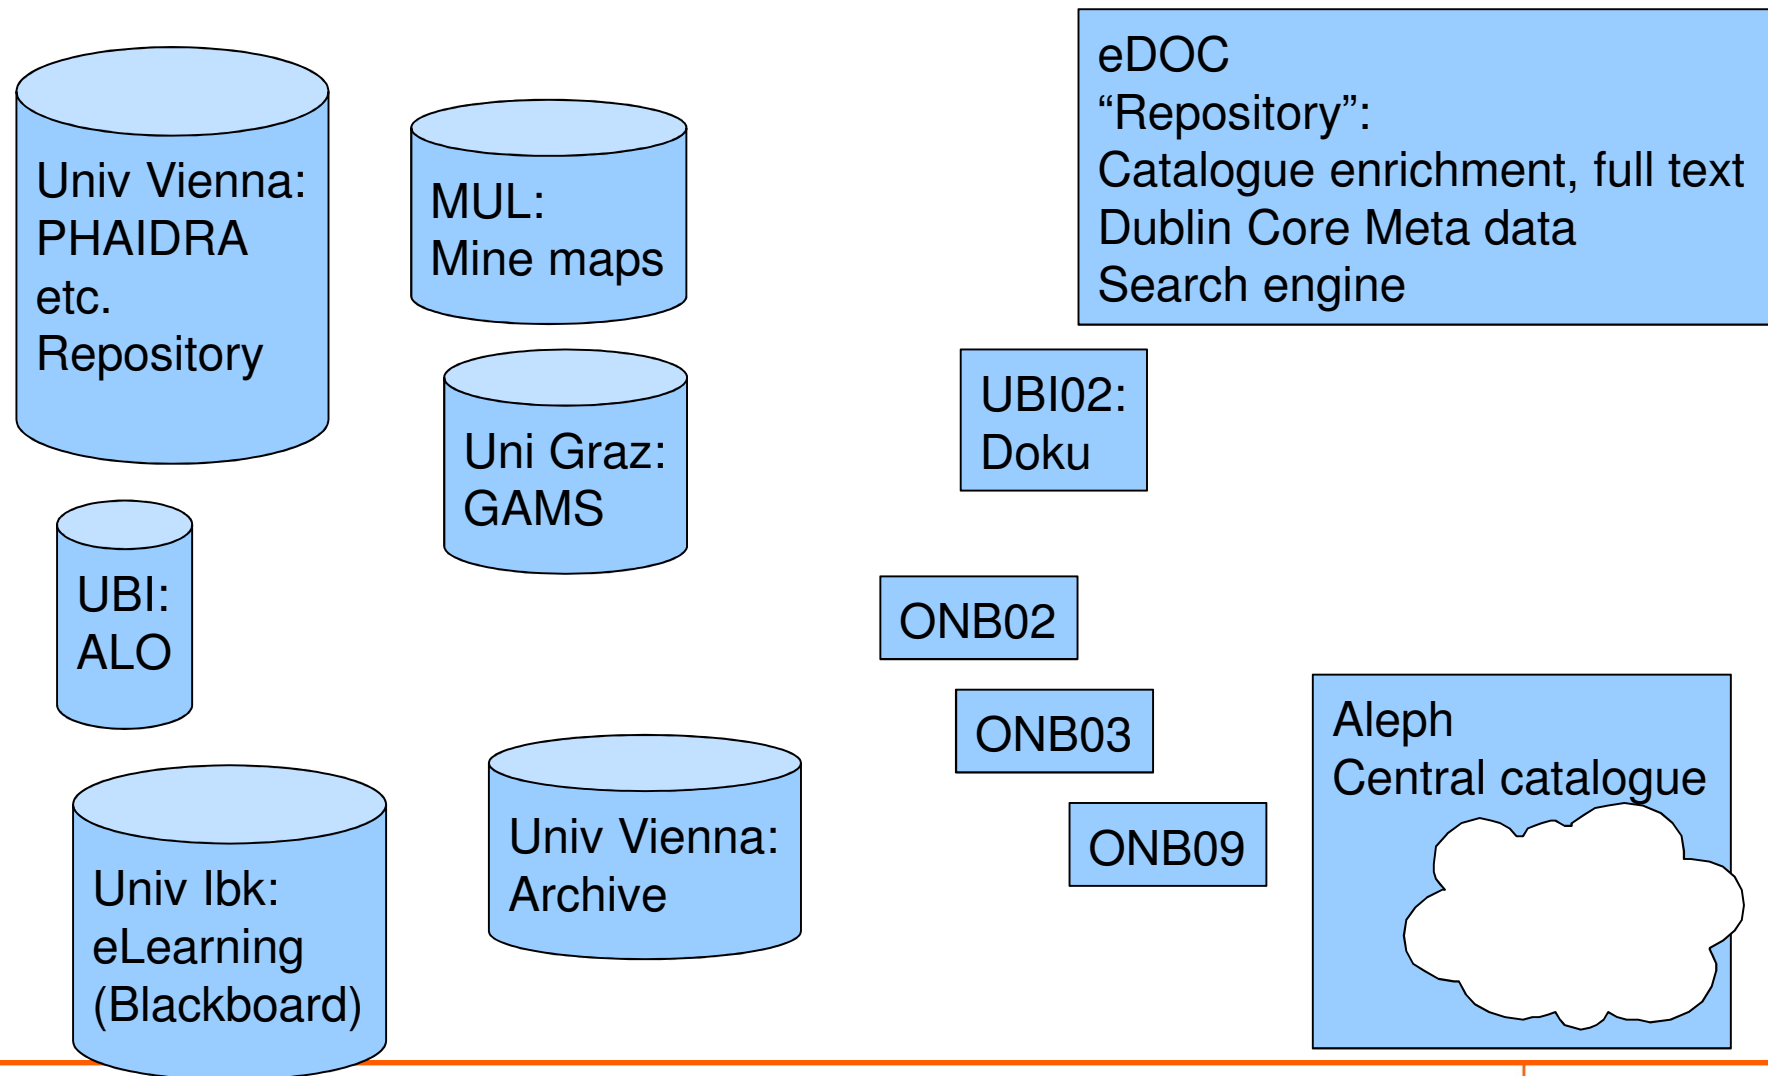 Univ Vienna:
PHAIDRA
etc.
Repository
MUL:
Mine maps
eDOC
“Repository”:
Catalogue enrichment, full text
Dublin Core Meta data
Search engine
Uni Graz:
GAMS
UBI02:
Doku
UBI:
ALO
ONB02
ONB03
ONB09
Aleph
Central catalogue
Univ Vienna:
Archive
Univ Ibk:
eLearning
(Blackboard)